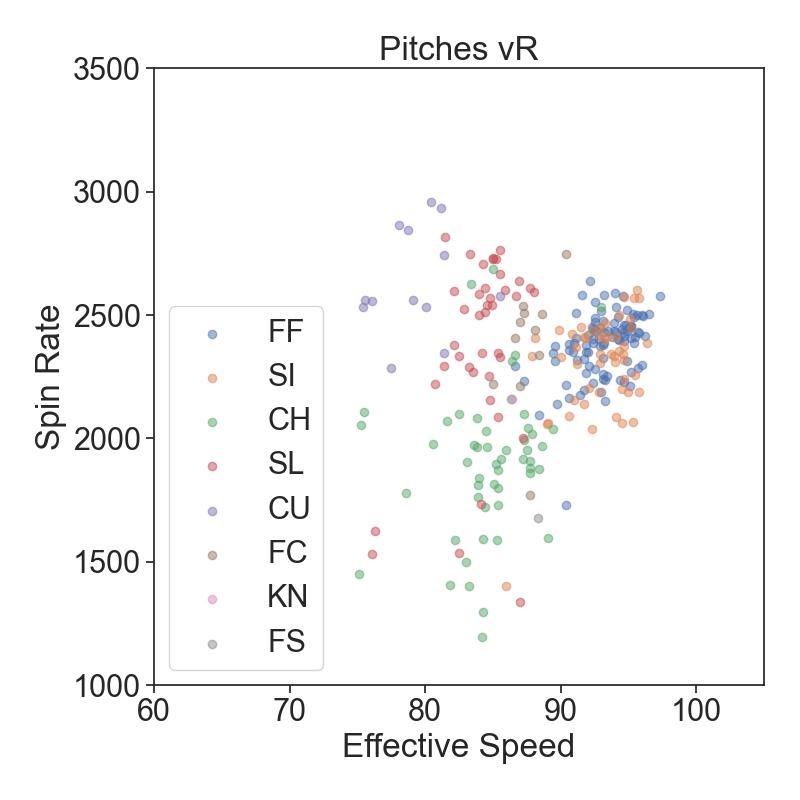 Pitches vR
3500
3000
2500
2000
1500
1000
Spin Rate
FF
SI
CH
SL
CU
FC
KN
FS
60 70 80 90 100
Effective Speed